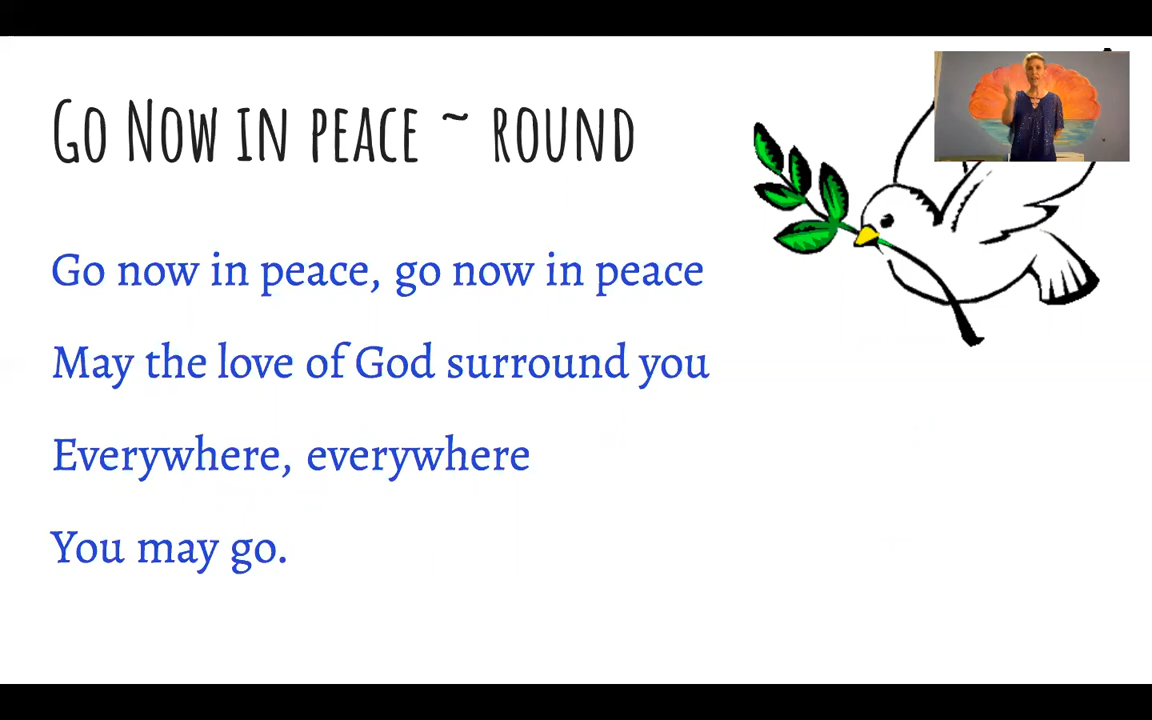 Go Now in peace ~ round
Go now in peace, go now in peace
May the love of God surround you
Everywhere, everywhere
You may go.